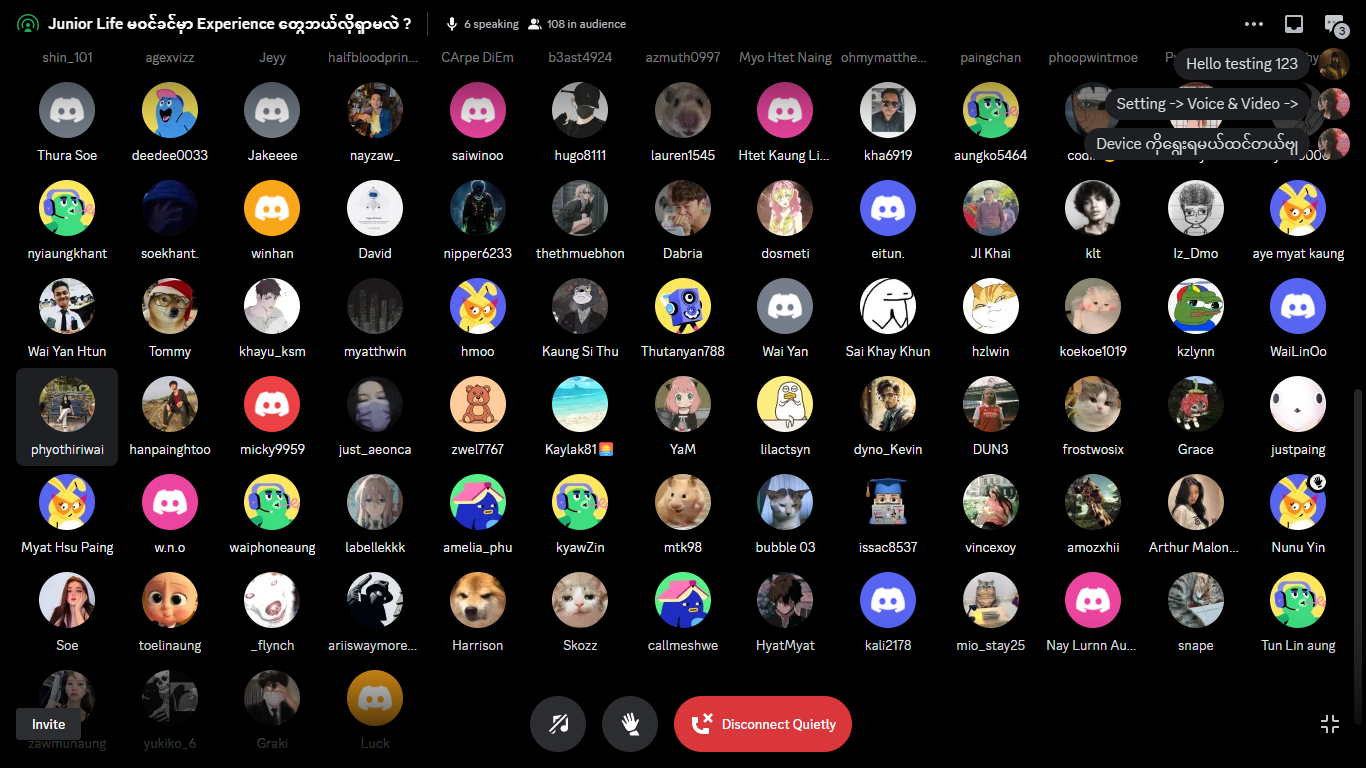 Junior Life မဝင်ခင်မှာ Experience တွေဘယ်လိုရှာမလဲ ?
6 speaking
108 in audience
3
shin_101
agexvizz
Jeyy
halfbloodprin...
CArpe DiEm
b3ast4924
azmuth0997
Myo Htet Naing
ohmymatthe...
paingchan
phoopwintmoe
Hello testing 123
Setting -> Voice & Video ->
Device ကိုရွေးရမယ်ထင်တယ်ဗျ
Thura Soe
deedee0033
Jakeeee
nayzaw_
saiwinoo
hugo8111
lauren1545
Htet Kaung Li...
kha6919
aungko5464
nyiaungkhant
soekhant.
winhan
David
nipper6233
thethmuebhon
Dabria
dosmeti
eitun.
Jl Khai
klt
Iz_Dmo
aye myat kaung
Wai Yan Htun
Tommy
khayu_ksm
myatthwin
hmoo
Kaung Si Thu
Thutanyan788
Wai Yan
Sai Khay Khun
hzlwin
koekoe1019
kzlynn
WaiLinOo
phyothiriwai
hanpainghtoo
micky9959
just_aeonca
zwel7767
Kaylak81🌅
YaM
lilactsyn
dyno_Kevin
DUN3
frostwosix
Grace
justpaing
Myat Hsu Paing
w.n.o
waiphoneaung
labellekkk
amelia_phu
kyawZin
mtk98
bubble 03
issac8537
vincexoy
amozxhii
Arthur Malon...
Nunu Yin
Soe
toelinaung
_flynch
ariiswaymore...
Harrison
Skozz
callmeshwe
HyatMyat
kali2178
mio_stay25
Nay Lurnn Au...
snape
Tun Lin aung
Invite
zawmunaung
yukiko_6
Graki
Luck
Disconnect Quietly